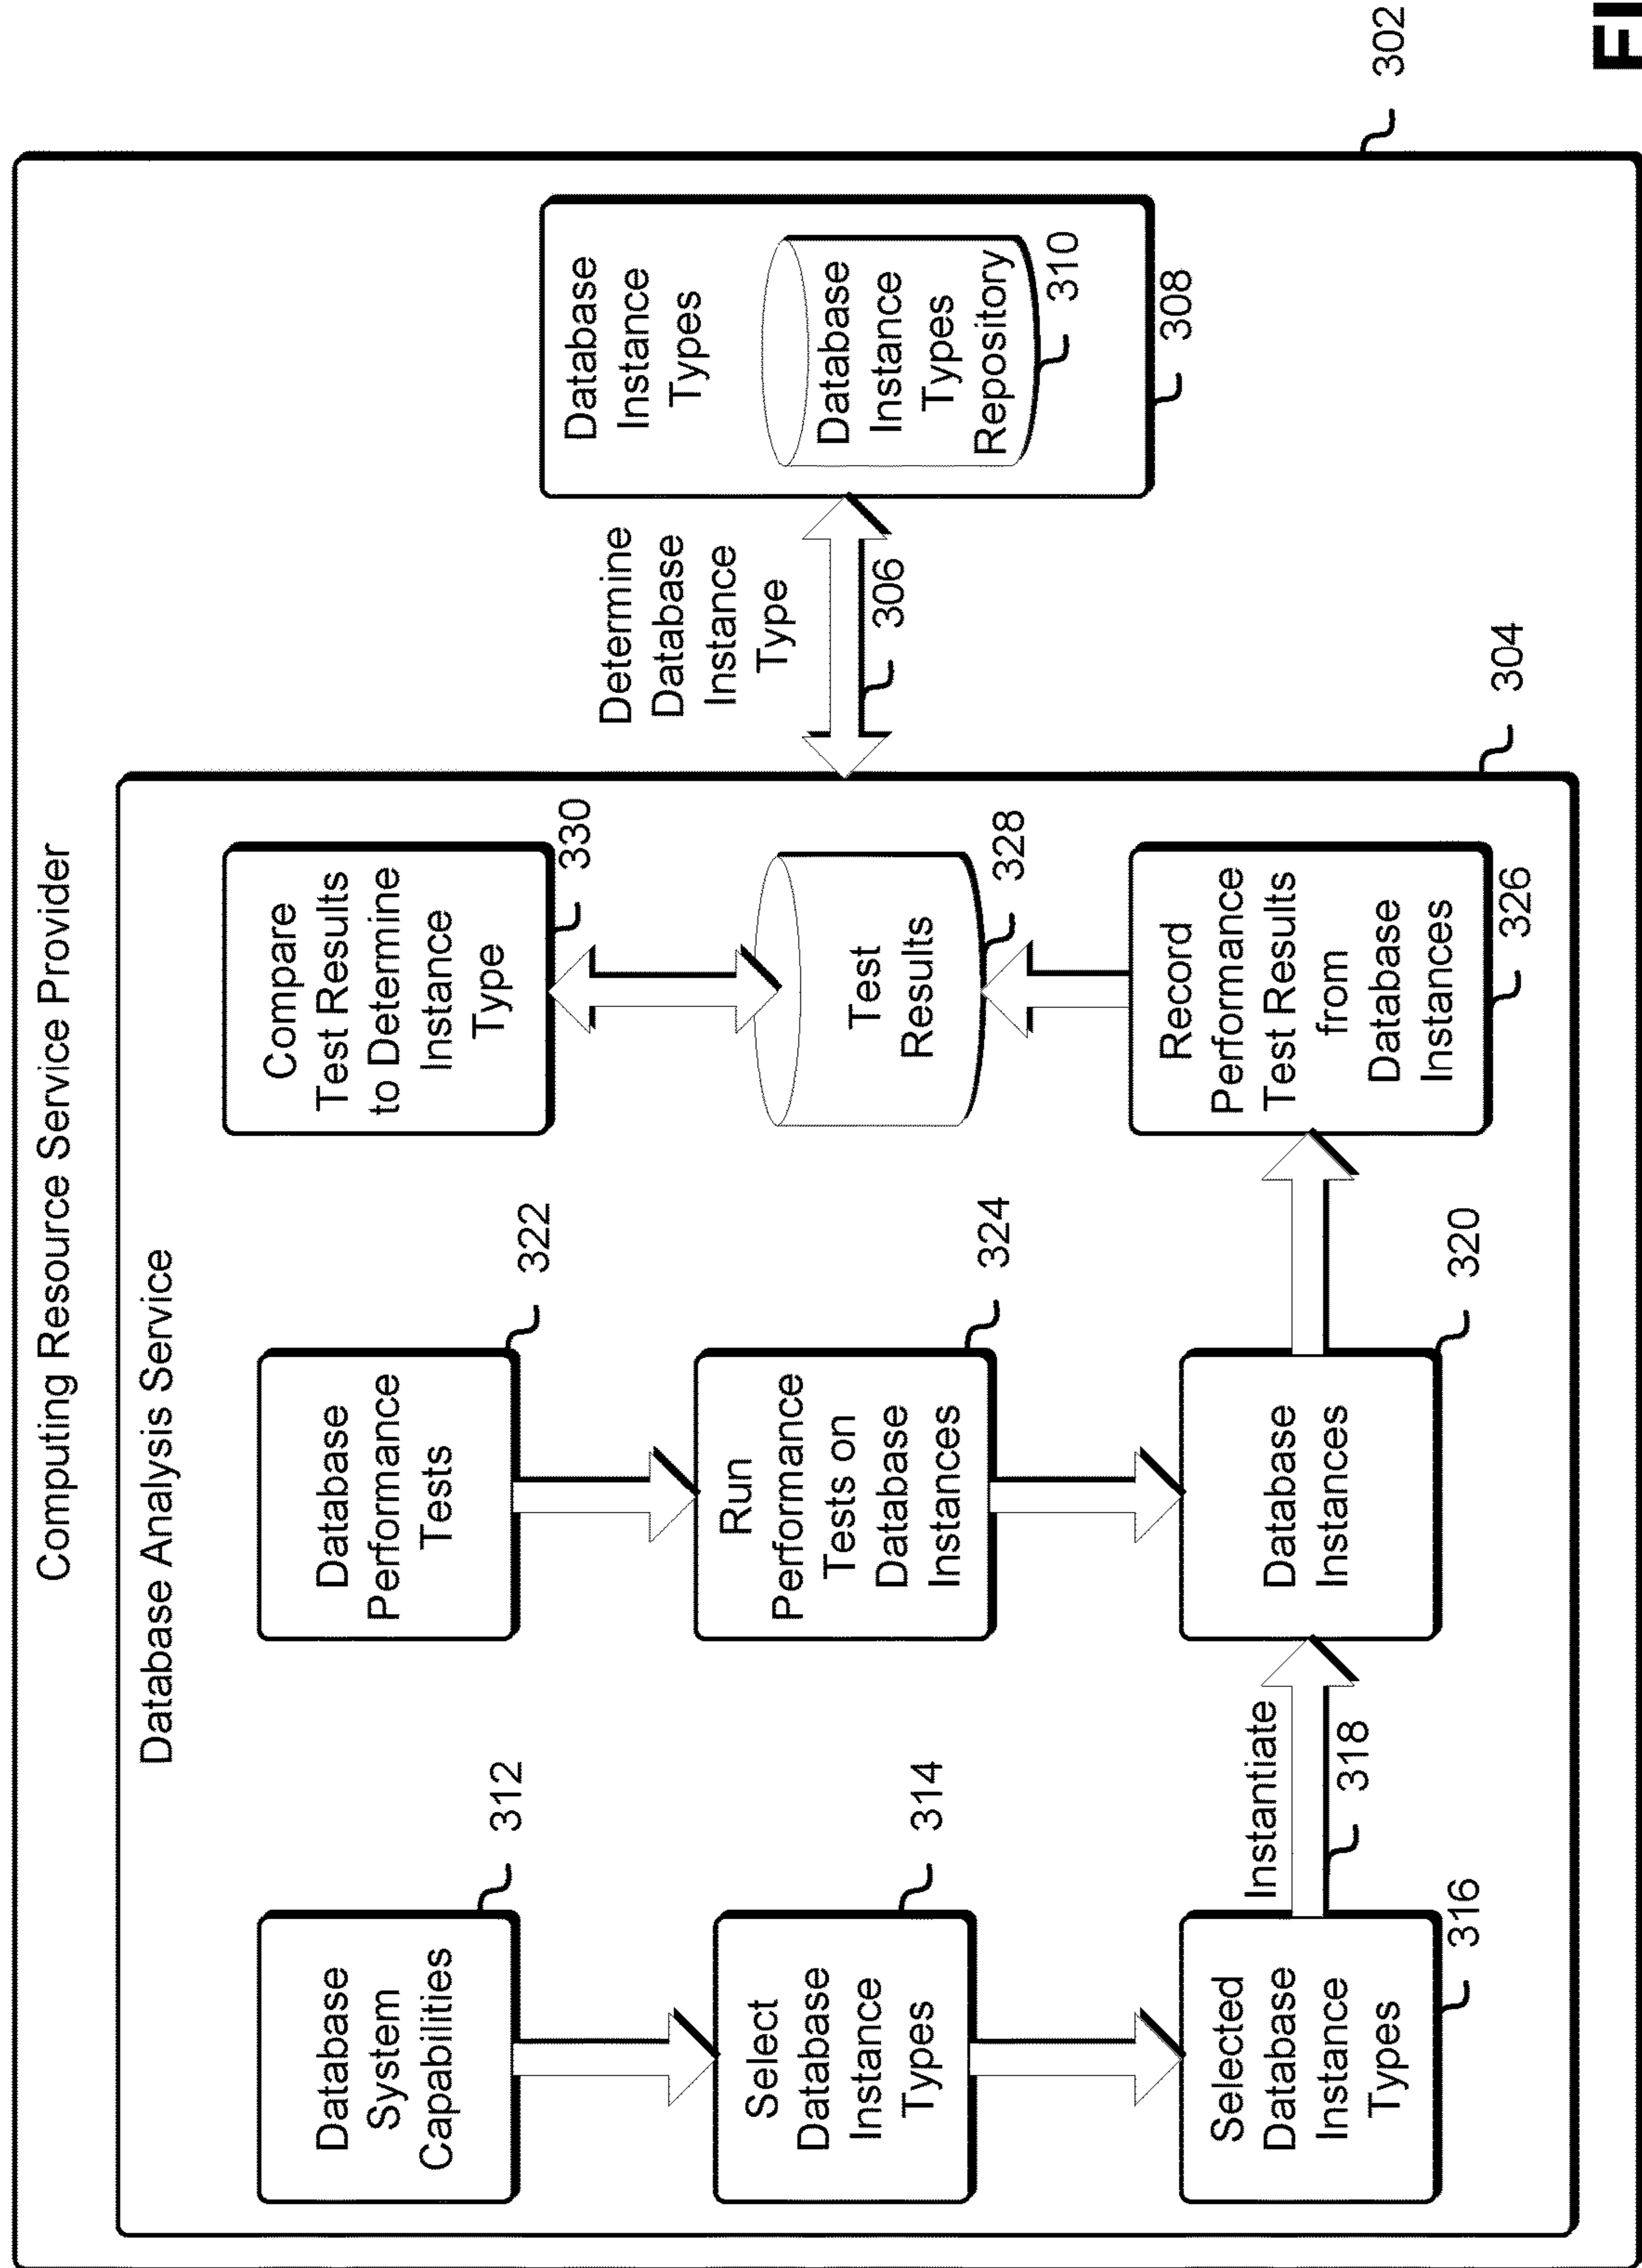 Computing Resource Service Provider
Database Analysis Service
Database
System
Capabilities
312
Select
Database
Instance
Types
314
Selected
Database
Instance
Types
316
Instantiate
318
Database
Performance
Tests
322
Run
Performance
Tests on
Database
Instances
324
Database
Instances
320
Compare
Test Results
to Determine
Instance
Type
330
Test
Results
328
Record
Performance
Test Results
from
Database
Instances
326
304
Determine
Database
Instance
Type
306
Database
Instance
Types
Database
Instance
Types
Repository
310
308
302